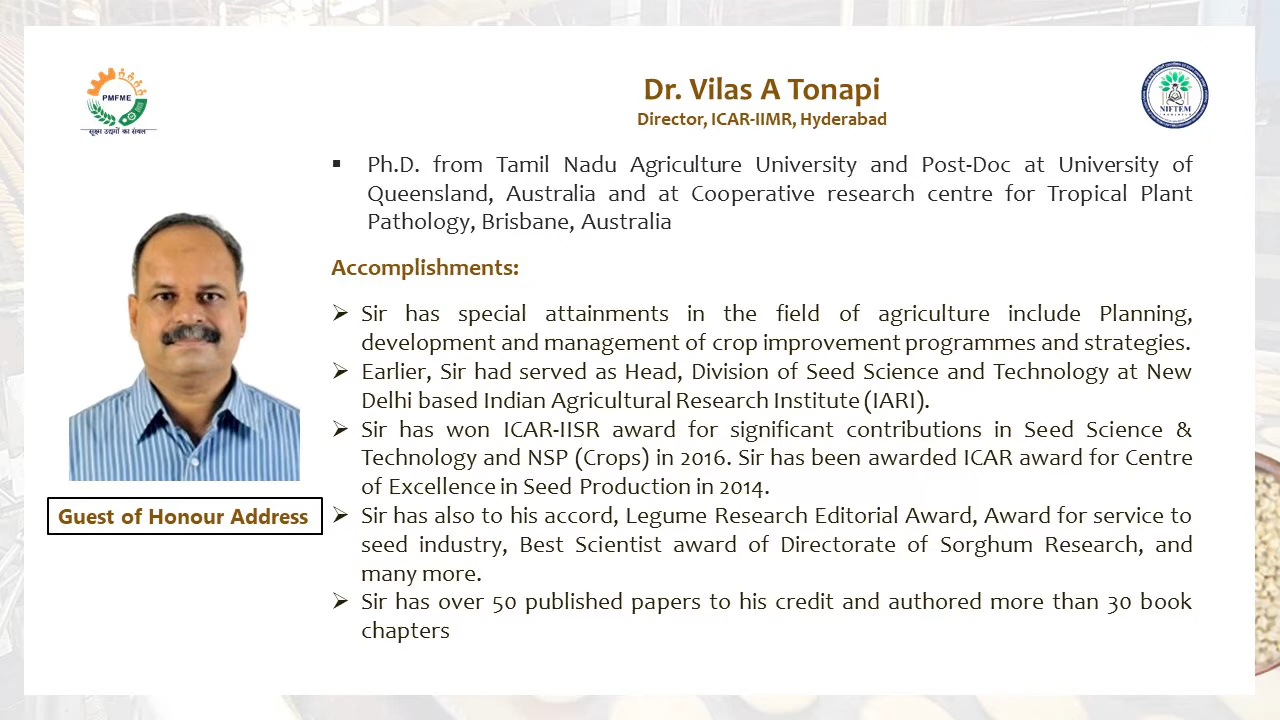 PMFME
सूक्ष्म उद्यमों का संबल
Dr. Vilas A Tonapi
Director, ICAR-IIMR, Hyderabad
NIFTEM
▪ Ph.D. from Tamil Nadu Agriculture University and Post-Doc at University of
Queensland, Australia and at Cooperative research centre for Tropical Plant
Pathology, Brisbane, Australia
Accomplishments:
➢ Sir has special attainments in the field of agriculture include Planning,
development and management of crop improvement programmes and strategies.
➢ Earlier, Sir had served as Head, Division of Seed Science and Technology at New
Delhi based Indian Agricultural Research Institute (IARI).
➢ Sir has won ICAR-IISR award for significant contributions in Seed Science &
Technology and NSP (Crops) in 2016. Sir has been awarded ICAR award for Centre
of Excellence in Seed Production in 2014.
➢ Sir has also to his accord, Legume Research Editorial Award, Award for service to
seed industry, Best Scientist award of Directorate of Sorghum Research, and
many more.
➢ Sir has over 50 published papers to his credit and authored more than 30 book
chapters
Guest of Honour Address